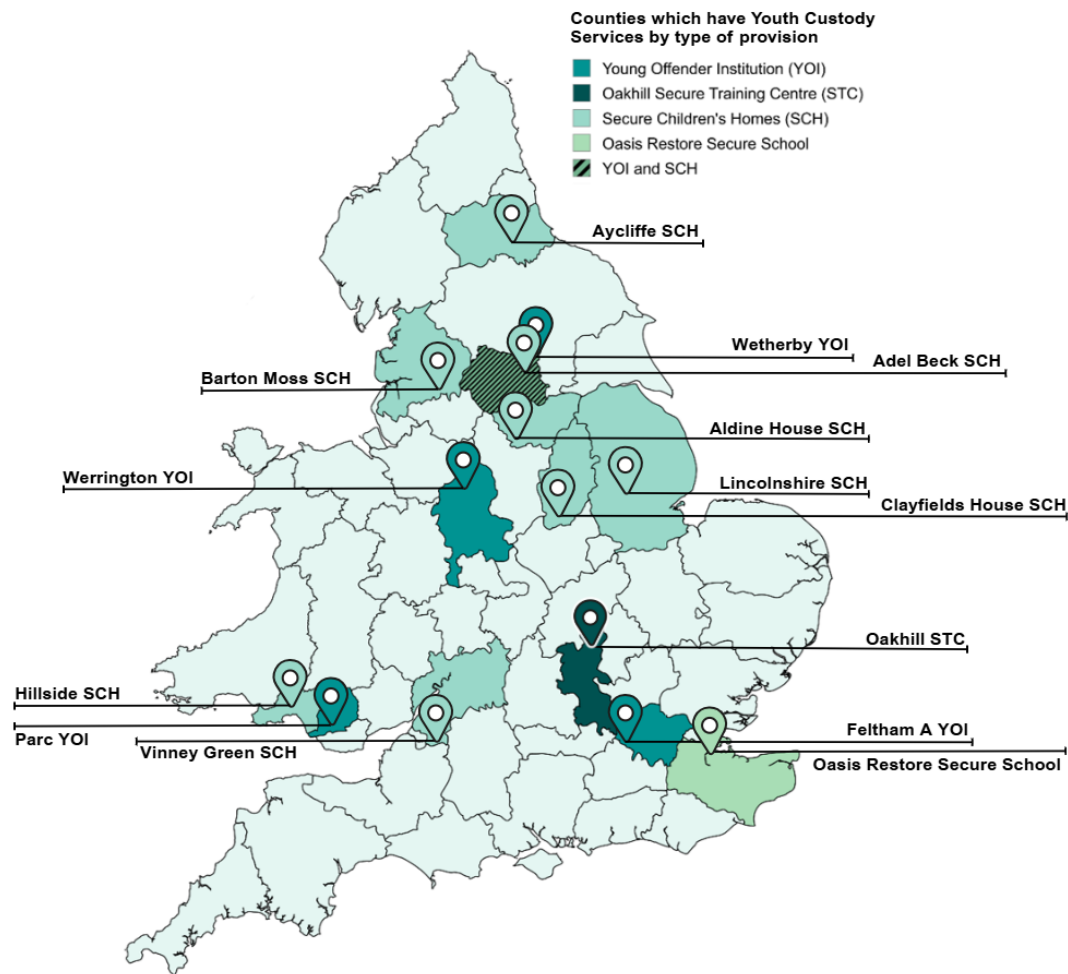 Counties which have Youth Custody
Services by type of provision
Young Offender Institution (YOI)
Oakhill Secure Training Centre (STC)
Secure Children's Homes (SCH)
Oasis Restore Secure School
YOI and SCH
Aycliffe SCH
Wetherby YOI
Adel Beck SCH
Barton Moss SCH
Aldine House SCH
Werrington YOI
Lincolnshire SCH
Clayfields House SCH
Oakhill STC
Hillside SCH
Parc YOI
Vinney Green SCH
Feltham A YOI
Oasis Restore Secure School